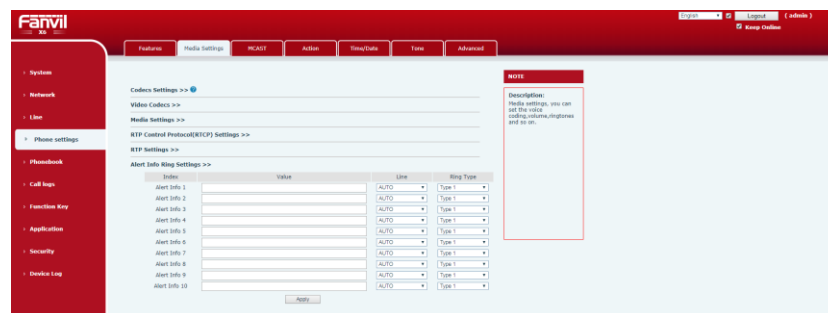 Fanvil
X6
English
Logout
( admin )
Keep Online
Features
Media Settings
MCAST
Action
Time/Date
Tone
Advanced
› System
› Network
› Line
› Phone settings
› Phonebook
› Call logs
› Function Key
› Application
› Security
› Device Log
Codecs Settings >>
Video Codecs >>
Media Settings >>
RTP Control Protocol(RTCP) Settings >>
RTP Settings >>
Alert Info Ring Settings >>
Index Value Line Ring Type
Alert Info 1 AUTO Type 1
Alert Info 2 AUTO Type 1
Alert Info 3 AUTO Type 1
Alert Info 4 AUTO Type 1
Alert Info 5 AUTO Type 1
Alert Info 6 AUTO Type 1
Alert Info 7 AUTO Type 1
Alert Info 8 AUTO Type 1
Alert Info 9 AUTO Type 1
Alert Info 10 AUTO Type 1
Apply
NOTE
Description:
Media settings, you can
set the voice
coding,volume,ringtones
and so on.